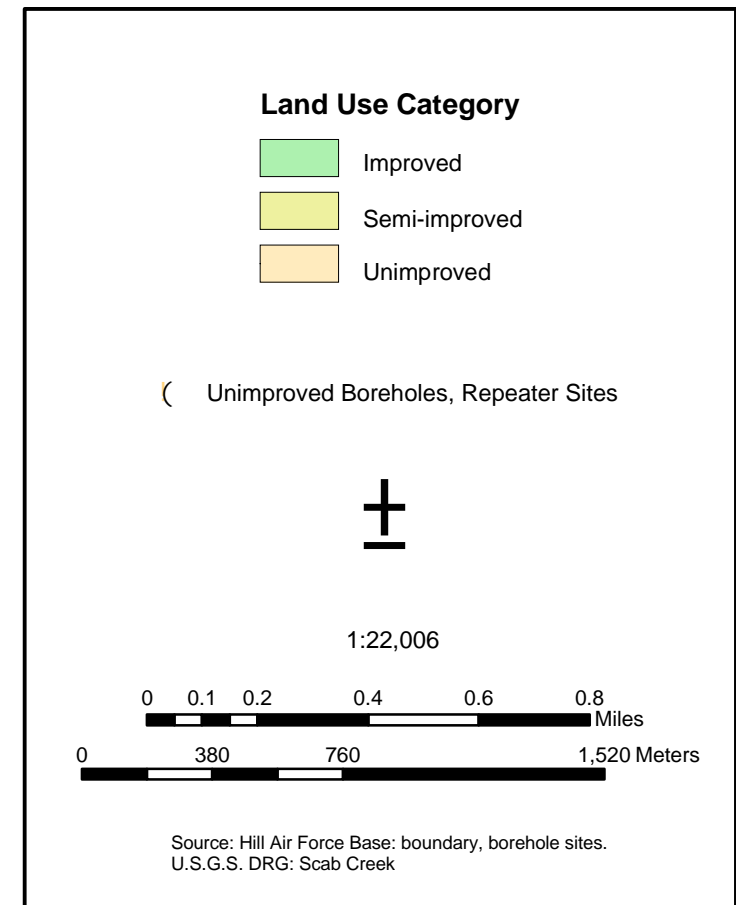 Land Use Category
Improved
Semi-improved
Unimproved
( Unimproved Boreholes, Repeater Sites
±
1:22,006
0 0.1 0.2 0.4 0.6 0.8
Miles
0 380 760 1,520 Meters
Source: Hill Air Force Base: boundary, borehole sites.
U.S.G.S. DRG: Scab Creek